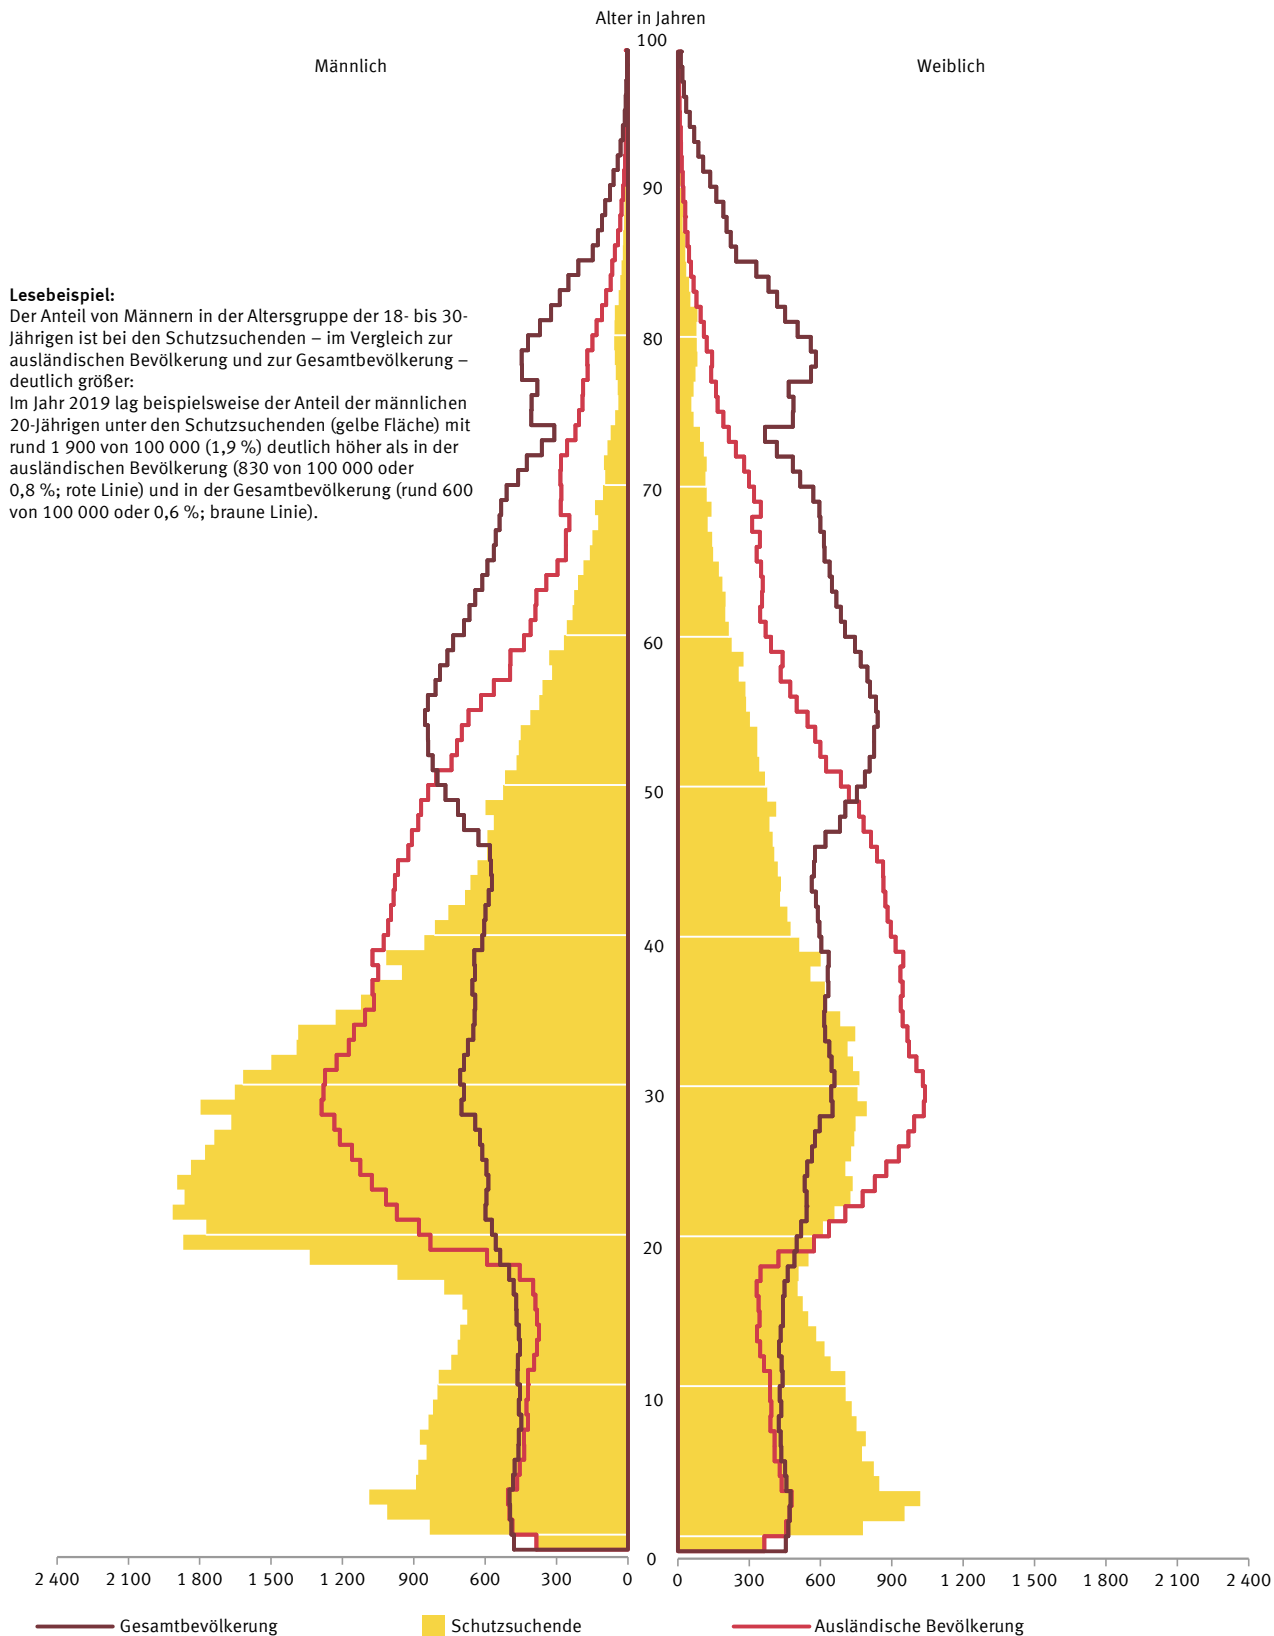 Alter in Jahren
100
Männlich
Weiblich
90
Lesebeispiel:
Der Anteil von Männern in der Altersgruppe der 18- bis 30-
Jährigen ist bei den Schutzsuchenden – im Vergleich zur
ausländischen Bevölkerung und zur Gesamtbevölkerung –
deutlich größer:
Im Jahr 2019 lag beispielsweise der Anteil der männlichen
20-Jährigen unter den Schutzsuchenden (gelbe Fläche) mit
rund 1 900 von 100 000 (1,9 %) deutlich höher als in der
ausländischen Bevölkerung (830 von 100 000 oder
0,8 %; rote Linie) und in der Gesamtbevölkerung (rund 600
von 100 000 oder 0,6 %; braune Linie).
80
70
60
50
40
30
20
10
0
2 400 2 100 1 800 1 500 1 200 900 600 300 0 0 300 600 900 1 200 1 500 1 800 2 100 2 400
Gesamtbevölkerung Schutzsuchende Ausländische Bevölkerung